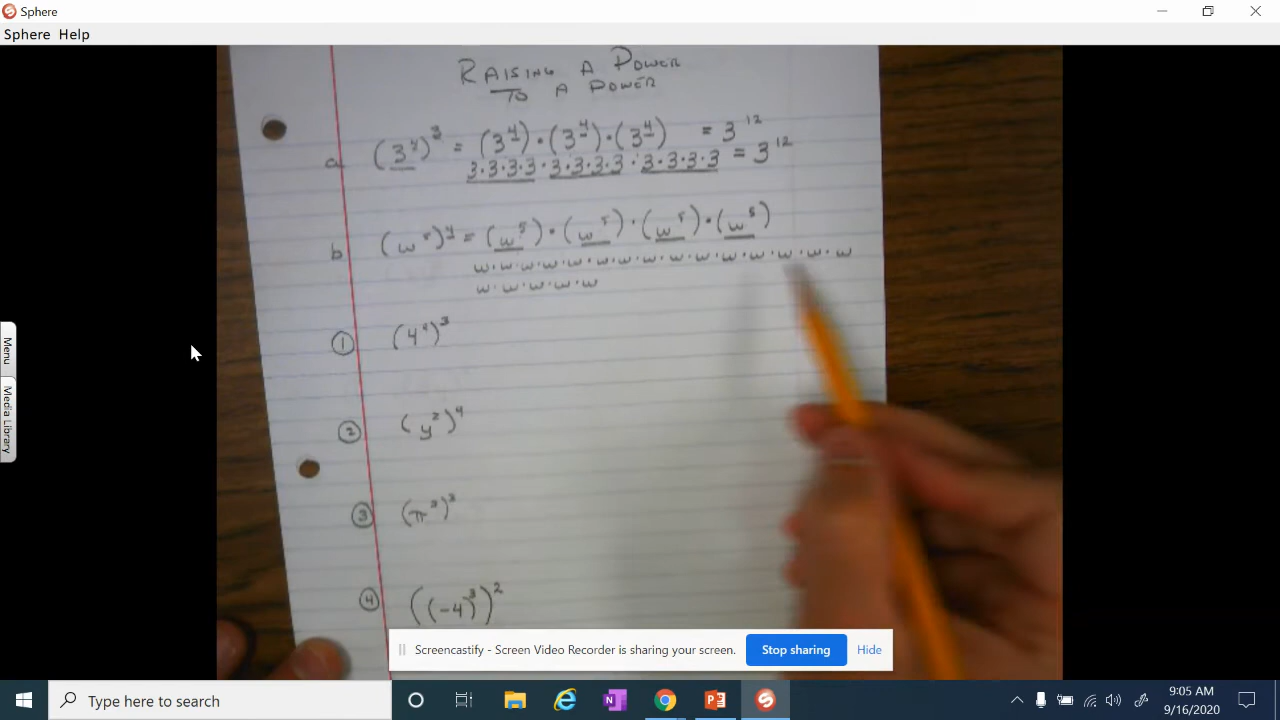 Sphere
Sphere Help
RAISING A POWER
TO A POWER
a (3⁴)³ = (3⁴)·(3⁴)·(3⁴) = 3¹²
3·3·3·3·3·3·3·3·3·3·3·3 = 3¹²
b (w⁵)⁴ = (w⁵)·(w⁵)·(w⁵)·(w⁵)
w·w·w·w·w·w·w·w·w·w·w·w·w·w·w
w·w·w·w·w
① (4⁴)³
② (y²)⁴
③ (π³)³
④ ((-4)³)²
Menu
Media Library
Screencastify - Screen Video Recorder is sharing your screen.
Stop sharing
Hide
Type here to search
9:05 AM
9/16/2020